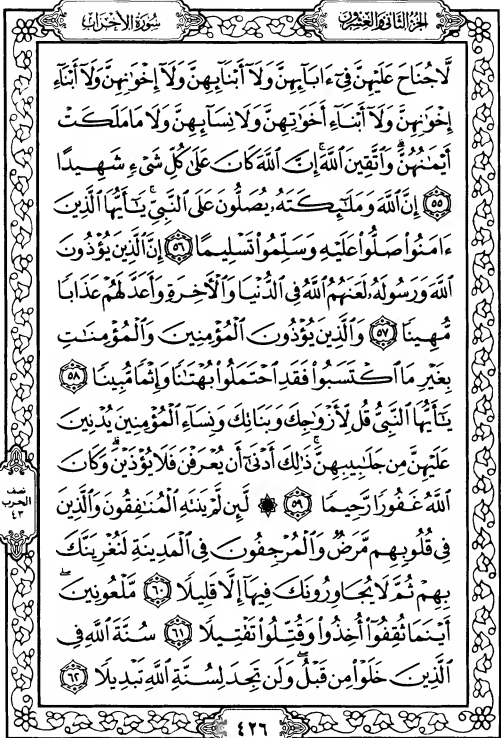 الجزء الثاني والعشرون
سورة الأحزاب
لَّا جُنَاحَ عَلَيْهِنَّ فِىٓ ءَابَآئِهِنَّ وَلَآ أَبْنَآئِهِنَّ وَلَآ إِخْوَٰنِهِنَّ وَلَآ أَبْنَآءِ
إِخْوَٰنِهِنَّ وَلَآ أَبْنَآءِ أَخَوَٰتِهِنَّ وَلَا نِسَآئِهِنَّ وَلَا مَا مَلَكَتْ
أَيْمَٰنُهُنَّ ۗ وَٱتَّقِينَ ٱللَّهَ ۚ إِنَّ ٱللَّهَ كَانَ عَلَىٰ كُلِّ شَىْءٍ شَهِيدًا
٥٥ إِنَّ ٱللَّهَ وَمَلَٰٓئِكَتَهُۥ يُصَلُّونَ عَلَى ٱلنَّبِىِّ ۚ يَٰٓأَيُّهَا ٱلَّذِينَ
ءَامَنُوا۟ صَلُّوا۟ عَلَيْهِ وَسَلِّمُوا۟ تَسْلِيمًا ٥٦ إِنَّ ٱلَّذِينَ يُؤْذُونَ
ٱللَّهَ وَرَسُولَهُۥ لَعَنَهُمُ ٱللَّهُ فِى ٱلدُّنْيَا وَٱلْءَاخِرَةِ وَأَعَدَّ لَهُمْ عَذَابًا
مُّهِينًا ٥٧ وَٱلَّذِينَ يُؤْذُونَ ٱلْمُؤْمِنِينَ وَٱلْمُؤْمِنَٰتِ
بِغَيْرِ مَا ٱكْتَسَبُوا۟ فَقَدِ ٱحْتَمَلُوا۟ بُهْتَٰنًا وَإِثْمًا مُّبِينًا ٥٨
يَٰٓأَيُّهَا ٱلنَّبِىُّ قُل لِّأَزْوَٰجِكَ وَبَنَاتِكَ وَنِسَآءِ ٱلْمُؤْمِنِينَ يُدْنِينَ
عَلَيْهِنَّ مِن جَلَٰبِيبِهِنَّ ۚ ذَٰلِكَ أَدْنَىٰٓ أَن يُعْرَفْنَ فَلَا يُؤْذَيْنَ ۗ وَكَانَ
ٱللَّهُ غَفُورًا رَّحِيمًا ٥٩ ۞ لَّئِن لَّمْ يَنتَهِ ٱلْمُنَٰفِقُونَ وَٱلَّذِينَ
فِى قُلُوبِهِم مَّرَضٌ وَٱلْمُرْجِفُونَ فِى ٱلْمَدِينَةِ لَنُغْرِيَنَّكَ
بِهِمْ ثُمَّ لَا يُجَاوِرُونَكَ فِيهَآ إِلَّا قَلِيلًا ٦٠ مَّلْعُونِينَ ۖ
أَيْنَمَا ثُقِفُوٓا۟ أُخِذُوا۟ وَقُتِّلُوا۟ تَقْتِيلًا ٦١ سُنَّةَ ٱللَّهِ فِى
ٱلَّذِينَ خَلَوْا۟ مِن قَبْلُ ۖ وَلَن تَجِدَ لِسُنَّةِ ٱللَّهِ تَبْدِيلًا ٦٢
نصف
الحزب
٤٣
٤٢٦